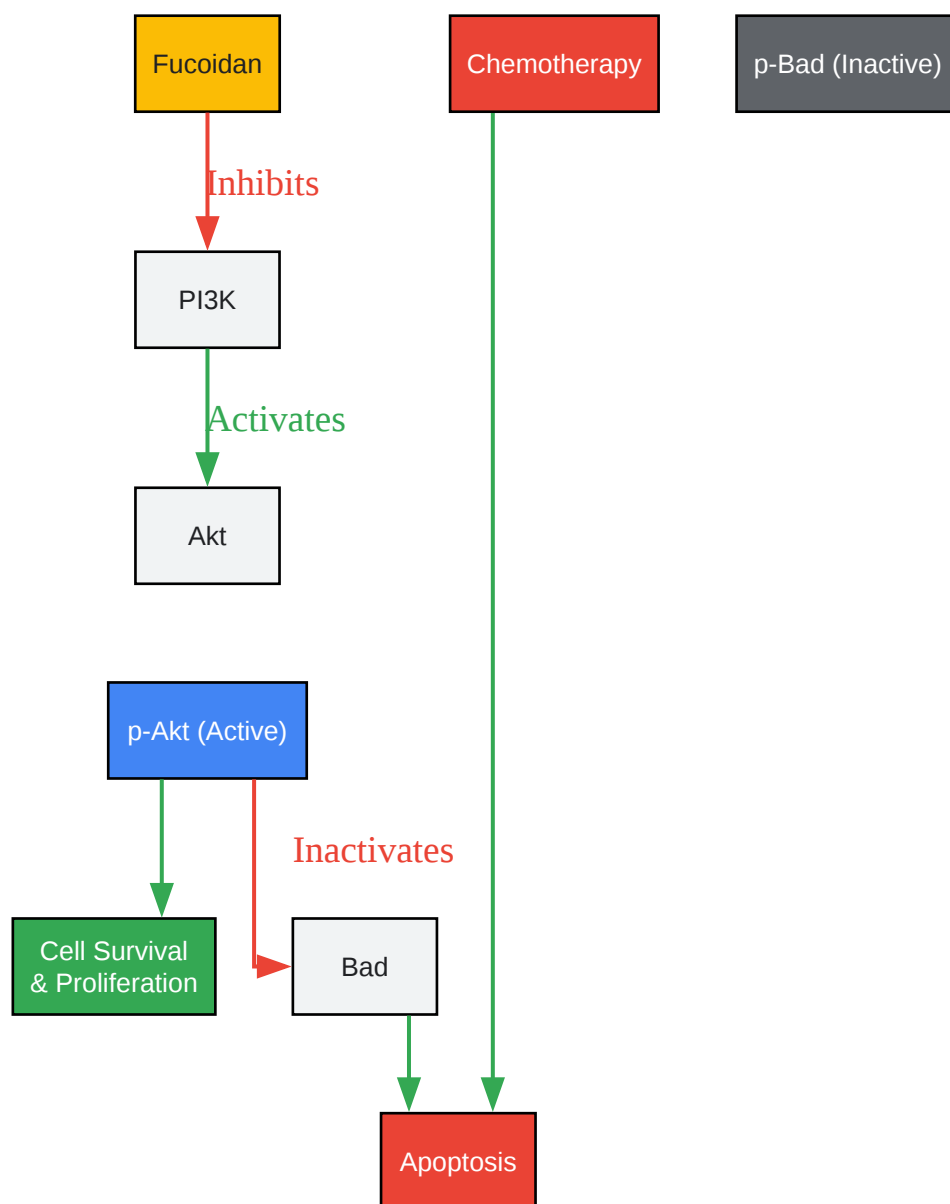 Fucoidan
Chemotherapy
p-Bad (Inactive)
Inhibits
PI3K
Activates
Akt
p-Akt (Active)
Inactivates
Cell Survival
& Proliferation
Bad
Apoptosis